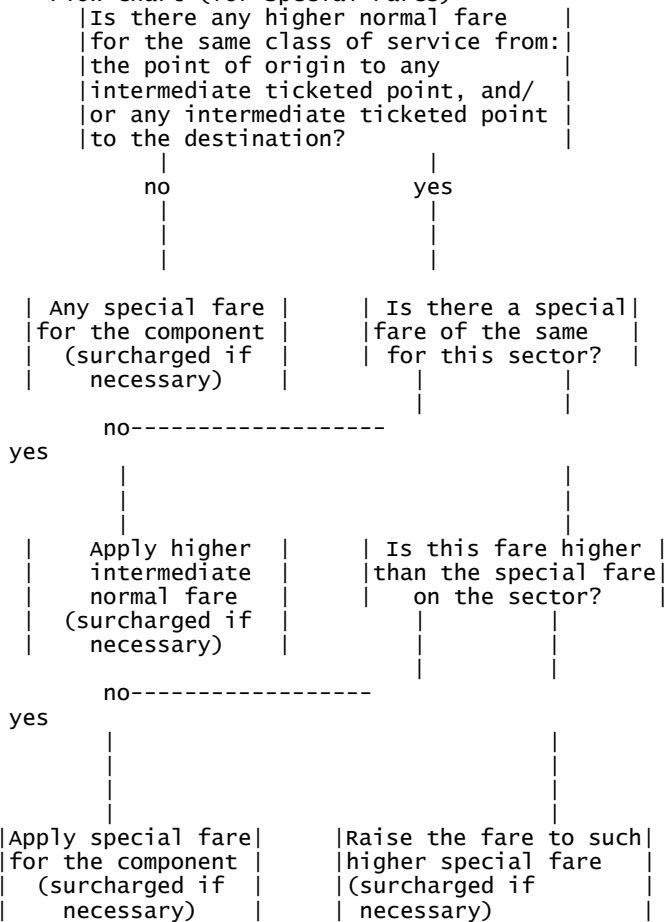 |Is there any higher normal fare |
|for the same class of service from:|
|the point of origin to any |
|intermediate ticketed point, and/ |
|or any intermediate ticketed point |
|to the destination? |
| |
no yes
| |
| |
| |
| Any special fare | | Is there a special|
|for the component | |fare of the same |
| (surcharged if | | for this sector? |
| necessary) | | |
| |
no-------------------
yes
| |
| |
| |
| Apply higher | | Is this fare higher |
| intermediate | |than the special fare|
| normal fare | | on the sector? |
| (surcharged if | | |
| necessary) | | |
| |
no------------------
yes
| |
| |
| |
| |
|Apply special fare| |Raise the fare to such|
|for the component | |higher special fare |
| (surcharged if | |(surcharged if |
| necessary) | | necessary) |